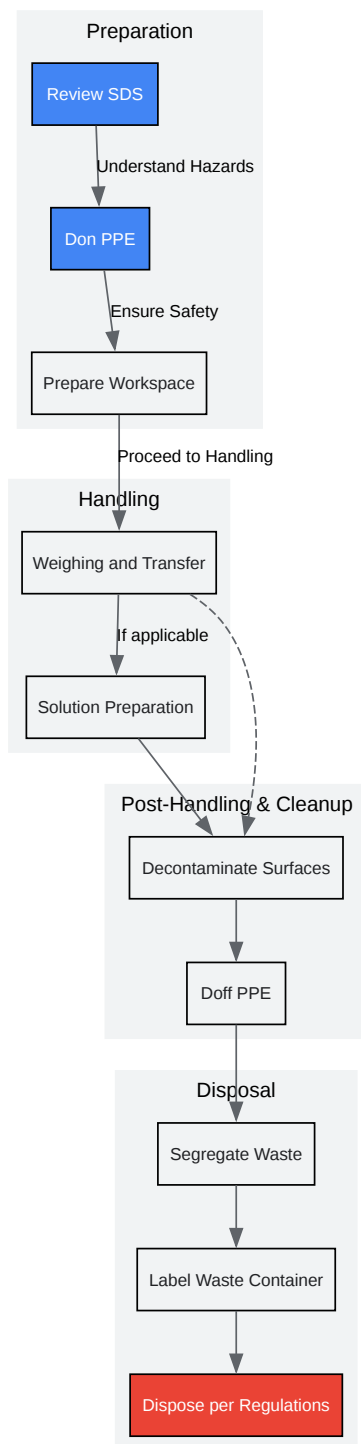 Preparation
Review SDS
Understand Hazards
Don PPE
Ensure Safety
Prepare Workspace
Proceed to Handling
Handling
Weighing and Transfer
If applicable
Solution Preparation
Post-Handling & Cleanup
Decontaminate Surfaces
Doff PPE
Disposal
Segregate Waste
Label Waste Container
Dispose per Regulations